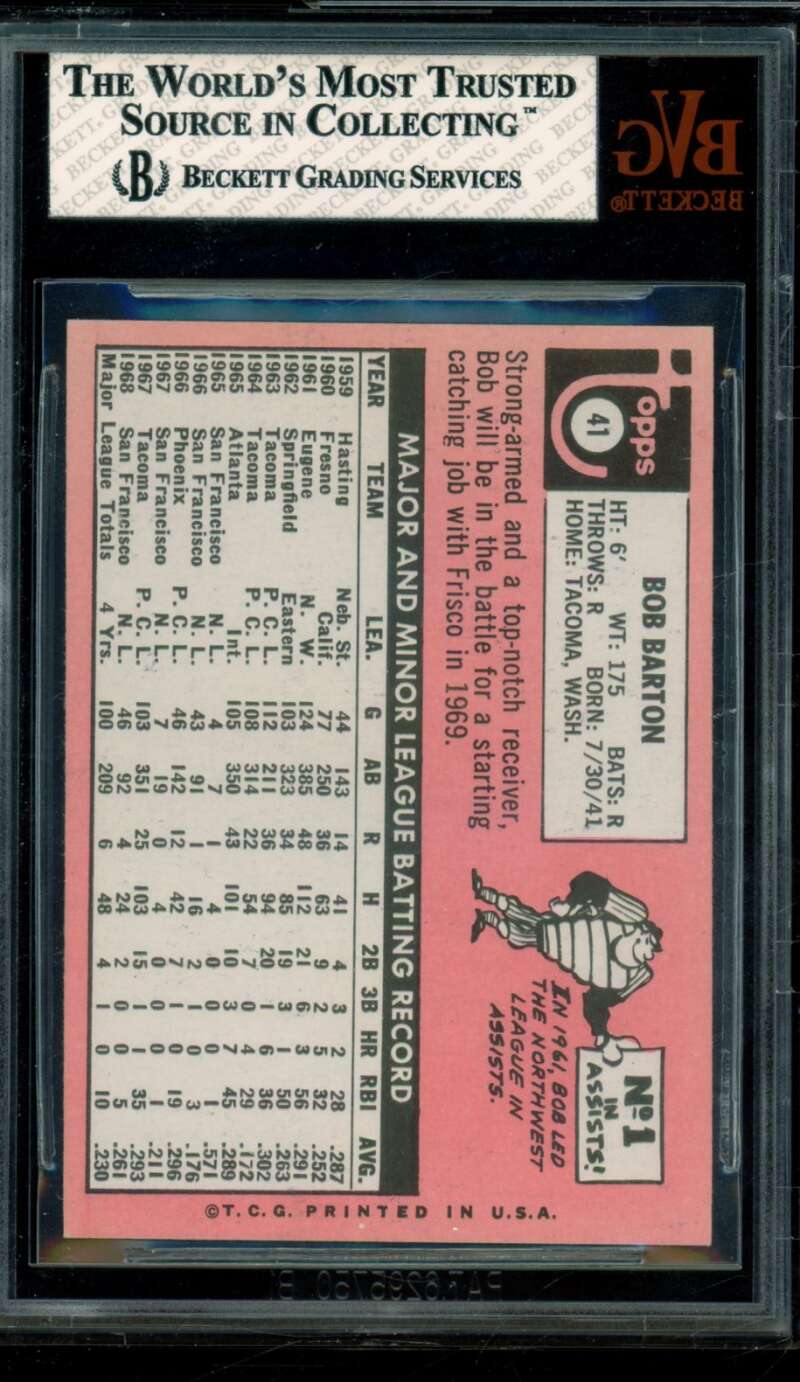 THE WORLD'S MOST TRUSTED
SOURCE IN COLLECTING™
B BECKETT GRADING SERVICES
BVG
BECKETT®
Topps
41
BOB BARTON
HT: 6' WT: 175 BATS: R
THROWS: R BORN: 7/30/41
HOME: TACOMA, WASH.
Nº1
IN
ASSISTS!
IN 1961, BOB LED
THE NORTHWEST
LEAGUE IN
ASSISTS.
Strong-armed and a top-notch receiver,
Bob will be in the battle for a starting
catching job with Frisco in 1969.
MAJOR AND MINOR LEAGUE BATTING RECORD
YEAR TEAM LEA. G AB R H 2B 3B HR RBI AVG.
1959 Hasting Neb. St. 44 143 14 41 4 3 2 28 .287
1960 Fresno Calif. 77 250 36 63 9 2 5 32 .252
1961 Eugene N. W. 124 385 48 112 21 6 3 56 .291
1962 Springfield Eastern 103 323 34 85 19 3 1 50 .263
1963 Tacoma P. C. L. 112 211 36 94 20 1 6 36 .302
1964 Tacoma P. C. L. 108 314 22 54 7 0 4 29 .172
1965 Atlanta Int. 105 350 43 101 10 3 7 45 .289
1965 San Francisco N. L. 4 7 1 4 0 0 0 1 .571
1966 San Francisco N. L. 43 91 1 16 2 1 0 3 .176
1966 Phoenix P. C. L. 46 142 12 42 7 1 0 19 .296
1967 San Francisco N. L. 7 19 0 4 0 0 0 1 .211
1967 Tacoma P. C. L. 103 351 25 103 15 1 1 35 .293
1968 San Francisco N. L. 46 92 4 24 2 0 0 5 .261
Major League Totals 4 Yrs. 100 209 6 48 4 1 0 10 .230
©T. C. G. PRINTED IN U.S.A.